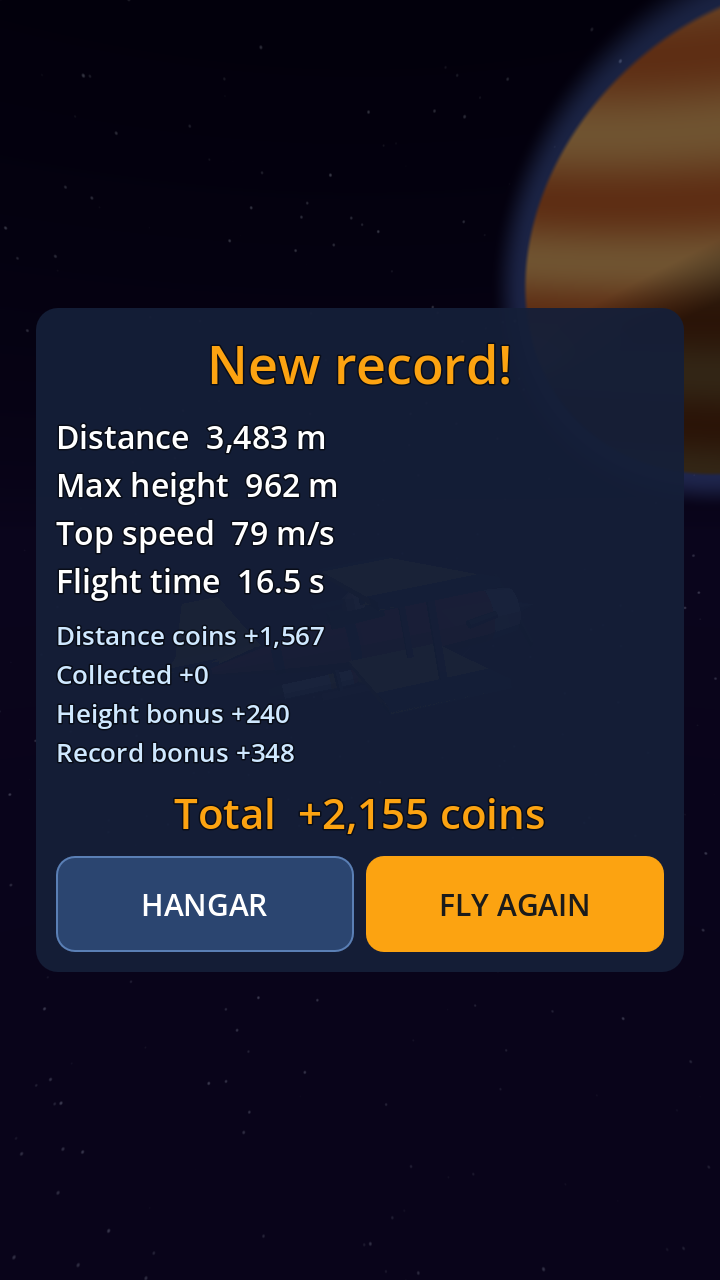 New record!
Distance  3,483 m
Max height  962 m
Top speed  79 m/s
Flight time  16.5 s
Distance coins +1,567
Collected +0
Height bonus +240
Record bonus +348
Total  +2,155 coins
HANGAR
FLY AGAIN